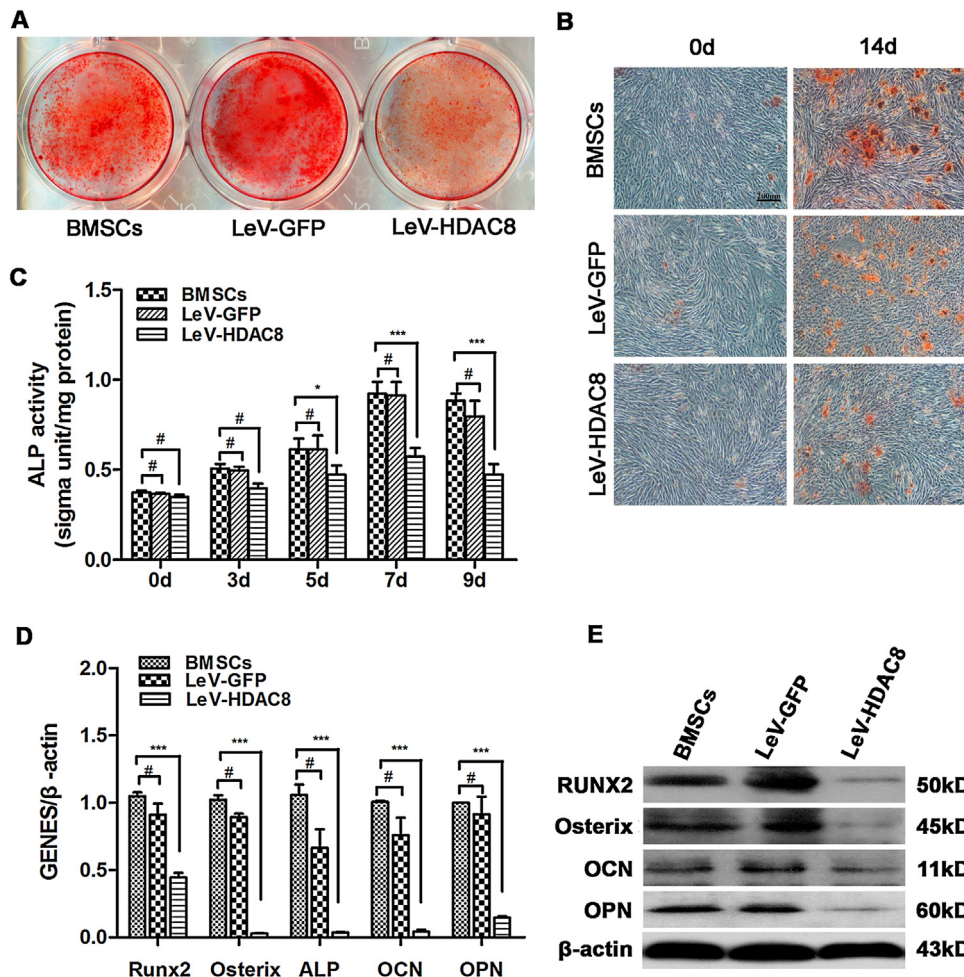 A
BMSCs LeV-GFP LeV-HDAC8
B
0d 14d
BMSCs
200μm
LeV-GFP
LeV-HDAC8
C
ALP activity
(sigma unit/mg protein)
1.5
1.0
0.5
0.0
BMSCs
LeV-GFP
LeV-HDAC8
# # # # # * # *** # ***
0d 3d 5d 7d 9d
D
GENES/β -actin
2.0
1.5
1.0
0.5
0.0
BMSCs
LeV-GFP
LeV-HDAC8
*** *** *** *** ***
# # # # #
Runx2 Osterix ALP OCN OPN
E
BMSCs LeV-GFP LeV-HDAC8
RUNX2 50kD
Osterix 45kD
OCN 11kD
OPN 60kD
β-actin 43kD